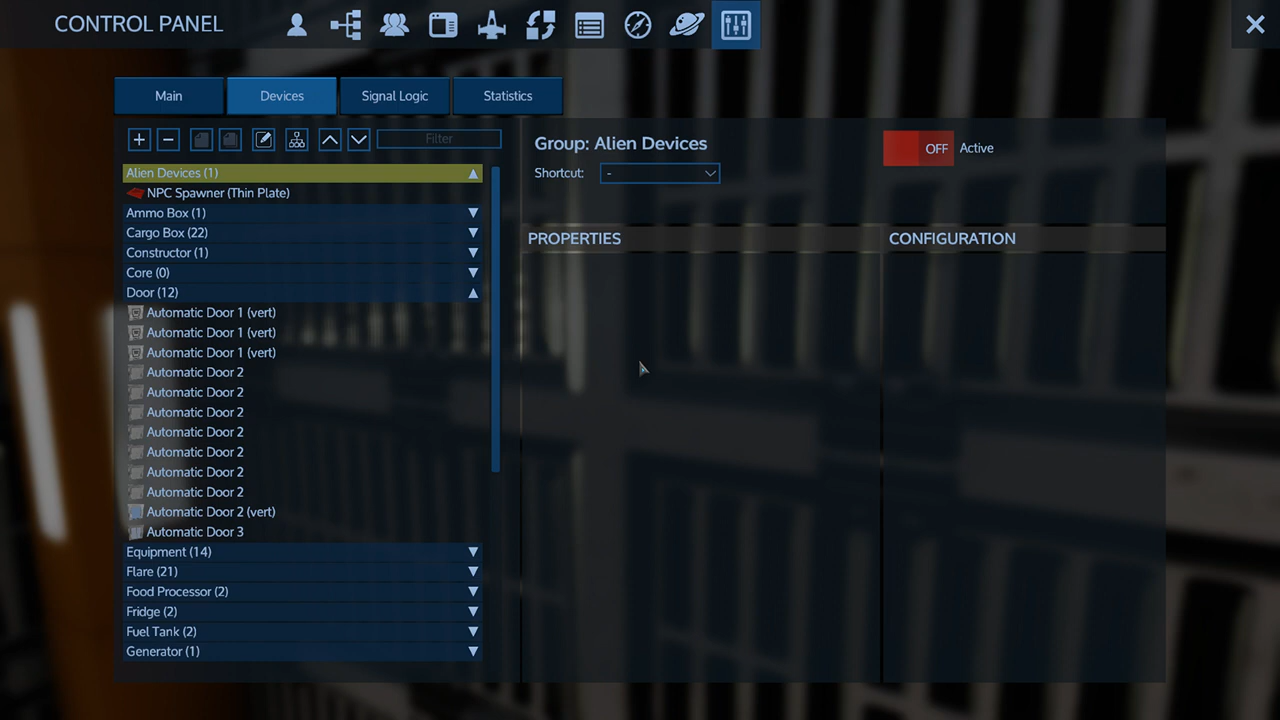 CONTROL PANEL
Main
Devices
Signal Logic
Statistics
Filter
Alien Devices (1)
NPC Spawner (Thin Plate)
Ammo Box (1)
Cargo Box (22)
Constructor (1)
Core (0)
Door (12)
Automatic Door 1 (vert)
Automatic Door 1 (vert)
Automatic Door 1 (vert)
Automatic Door 2
Automatic Door 2
Automatic Door 2
Automatic Door 2
Automatic Door 2
Automatic Door 2
Automatic Door 2
Automatic Door 2 (vert)
Automatic Door 3
Equipment (14)
Flare (21)
Food Processor (2)
Fridge (2)
Fuel Tank (2)
Generator (1)
Group: Alien Devices
OFF Active
Shortcut: -
PROPERTIES
CONFIGURATION